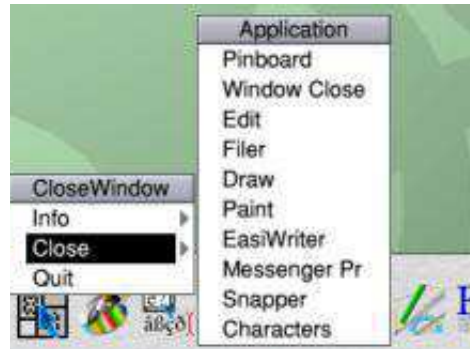 CloseWindow
Info
Close
Quit
Application
Pinboard
Window Close
Edit
Filer
Draw
Paint
EasiWriter
Messenger Pr
Snapper
Characters